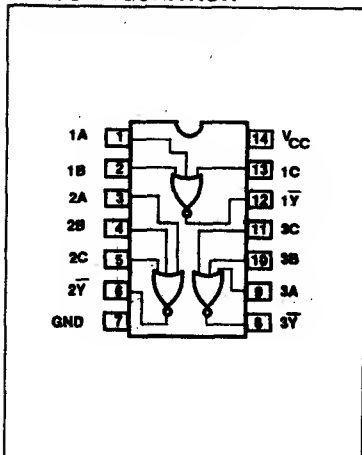 1A 1 14 VCC
1B 2 13 1C
2A 3 12 1Y̅
2B 4 11 3C
2C 5 10 3B
2Y̅ 6 9 3A
GND 7 8 3Y̅